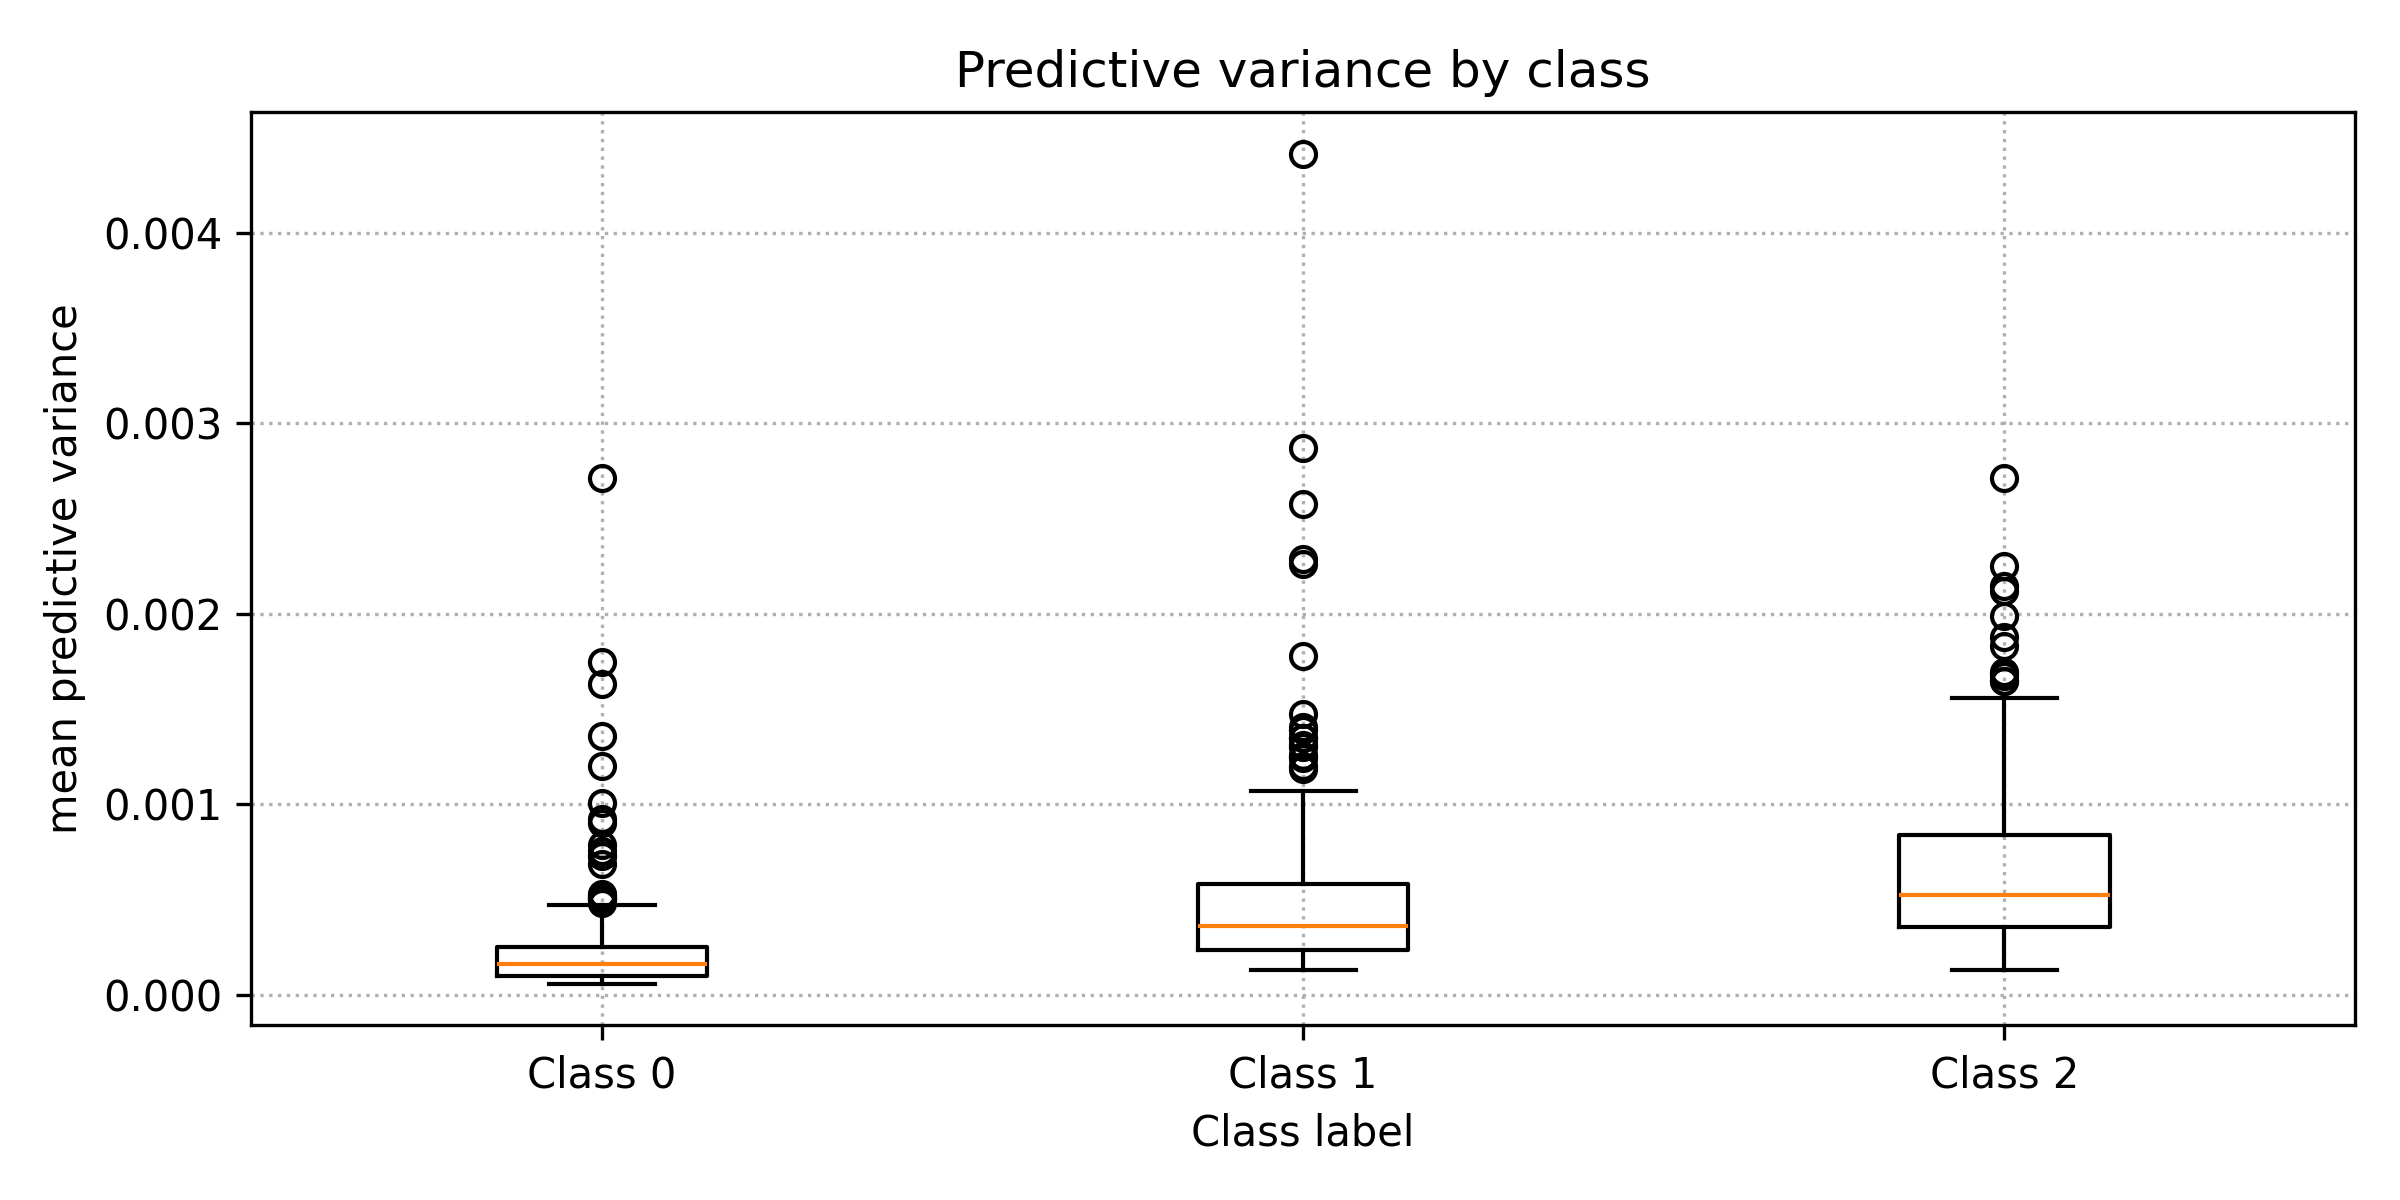 Predictive variance by class
mean predictive variance
0.004
0.003
0.002
0.001
0.000
Class 0
Class 1
Class 2
Class label